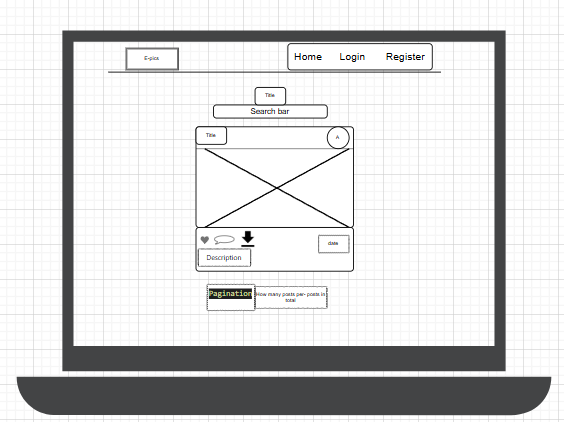 E-pics
Home Login Register
Title
Search bar
Title
A
date
Description
Pagination
How many posts per- posts in
total